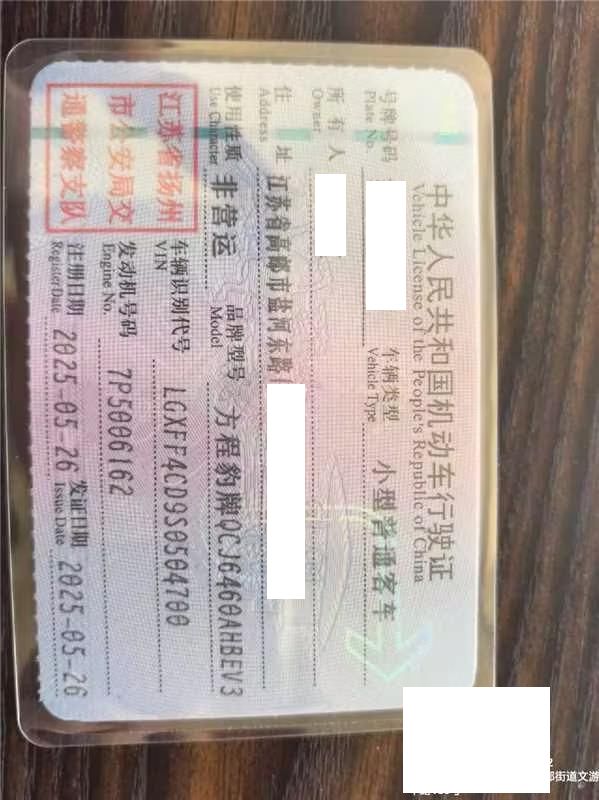 中华人民共和国机动车行驶证
Vehicle License of the People's Republic of China
号牌号码
Plate No.
车辆类型 小型普通客车
Vehicle Type
所有人
Owner
住址 江苏省高邮市盐河东路
Address
使用性质 非营运
Use Character
品牌型号 方程豹牌QCJ6460AHBEV3
Model
江苏省扬州
市公安局交
通警察支队
车辆识别代号 LGXFF4CD9S0504700
VIN
发动机号码 7P5006162
Engine No.
注册日期 2025-05-26
Register Date
发证日期 2025-05-26
Issue Date
街道文游